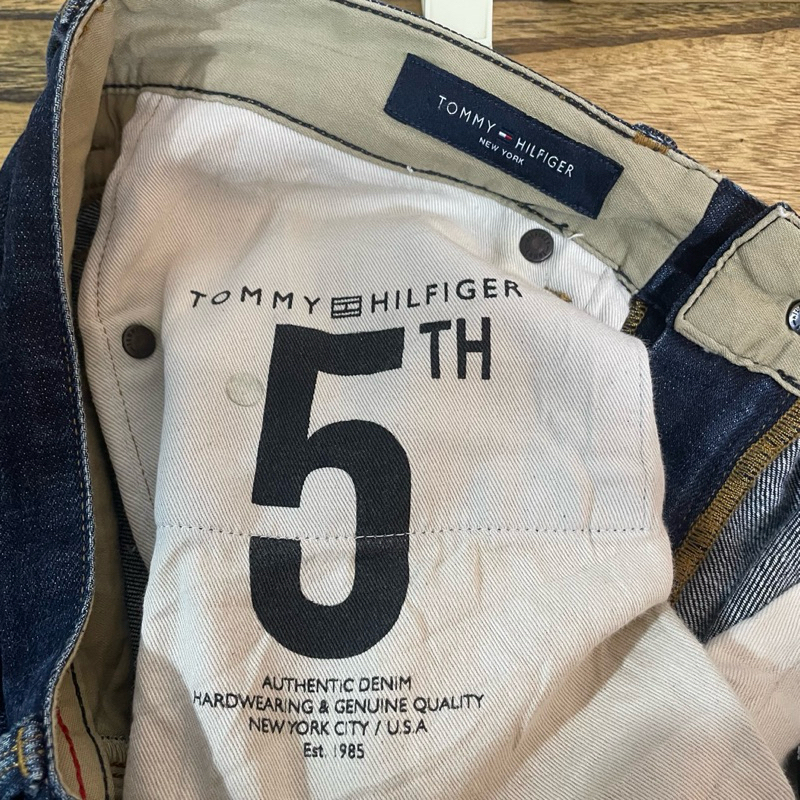 TOMMY HILFIGER
NEW YORK
TOMMY HILFIGER
5TH
AUTHENTIC DENIM
HARDWEARING & GENUINE QUALITY
NEW YORK CITY / U.S.A
Est. 1985